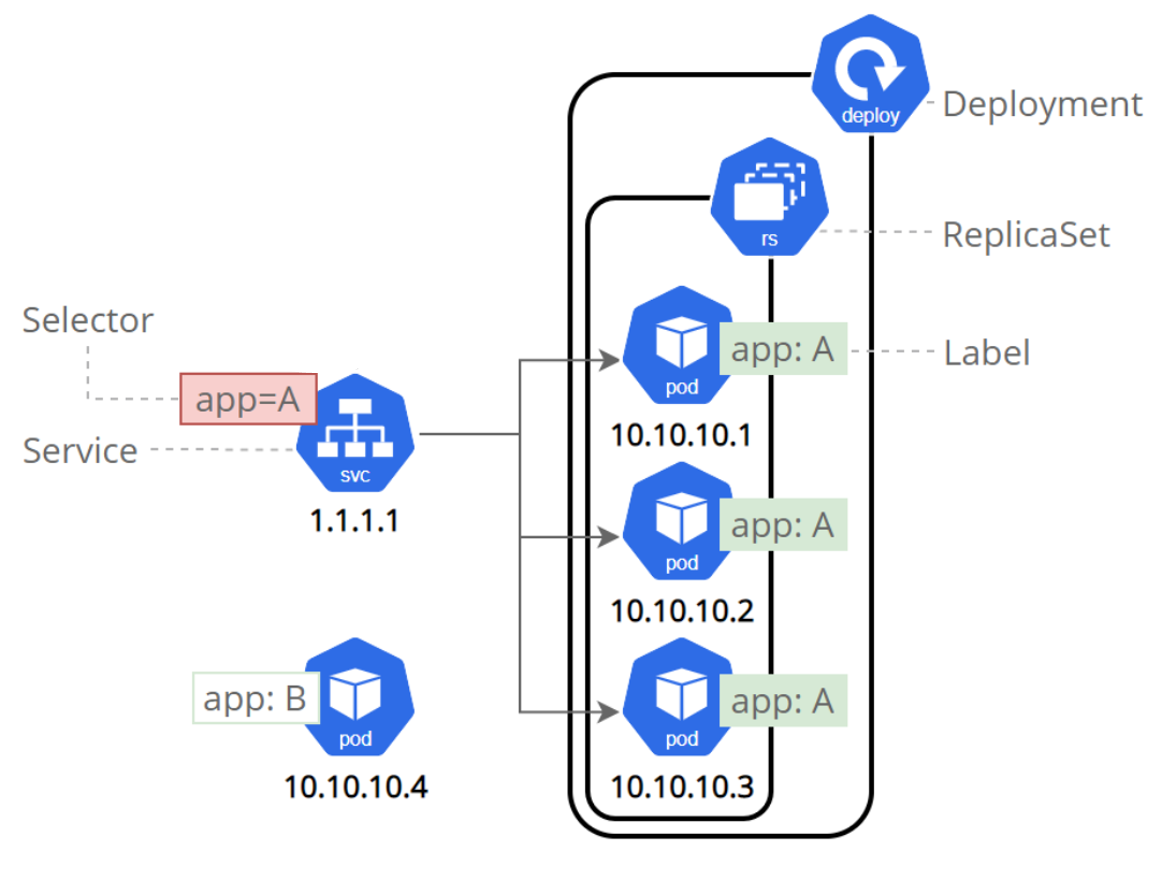 deploy
Deployment
rs
ReplicaSet
Selector
app=A
Service
svc
1.1.1.1
pod
app: A
Label
10.10.10.1
pod
app: A
10.10.10.2
app: B
pod
10.10.10.4
pod
app: A
10.10.10.3